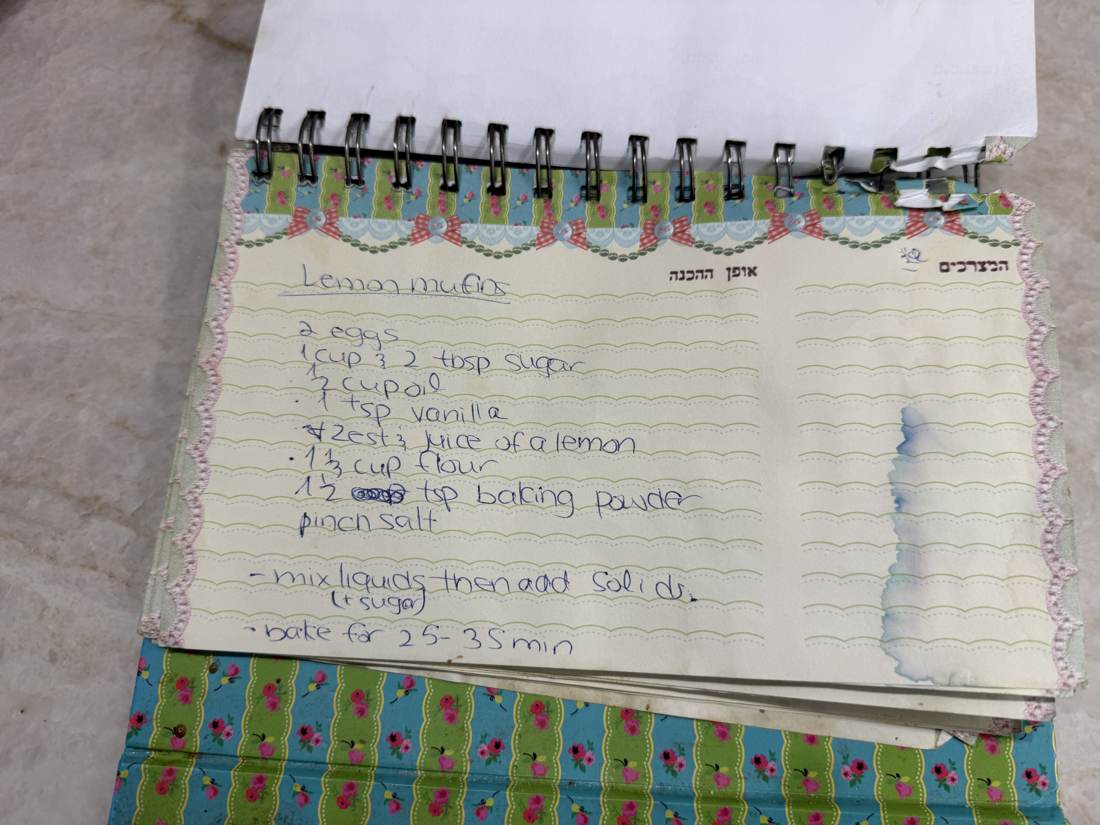 המצרכים
אופן ההכנה
Lemon mufins
2 eggs
1 cup & 2 tbsp sugar
1/2 cup oil
1 tsp vanilla
Zest & juice of a lemon
1 1/3 cup flour
1 1/2 tsp baking powder
pinch salt
- mix liquids then add solids.
(+ sugar)
- bake for 25-35 min